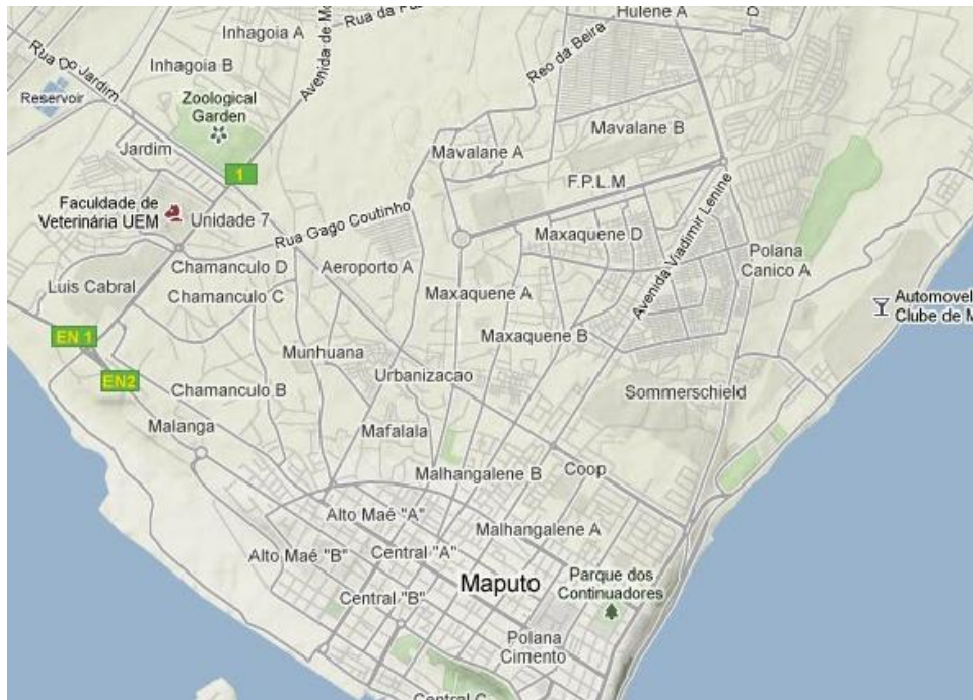 Rua da
Hulene A
D
Inhagoia A
Avenida de Mo
Reo da Beira
Rua Do Jardim
Inhagoia B
Reservoir
Zoological
Garden
Mavalane B
Jardim
Mavalane A
1
F.P.L.M
Faculdade de
Veterinária UEM
Unidade 7
Rua Gago Coutinho
Maxaquene D
Avenida Vladimir Lenine
Polana
Canico A
Chamanculo D
Aeroporto A
Luis Cabral
Chamanculo C
Maxaquene A
Automovel
Clube de M
EN 1
Maxaquene B
Munhuana
EN2
Chamanculo B
Urbanizacao
Sommerschield
Malanga
Mafalala
Malhangalene B
Coop
Alto Maé "A"
Malhangalene A
Alto Maé "B"
Central "A"
Maputo
Parque dos
Continuadores
Central "B"
Polana
Cimento
Central C